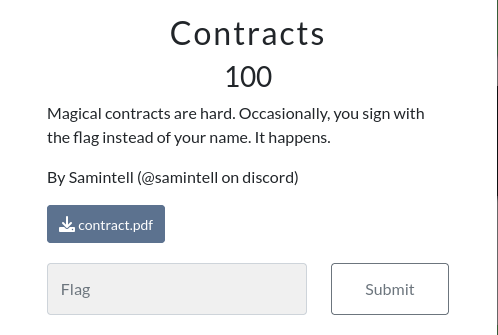 Contracts
100
Magical contracts are hard. Occasionally, you sign with
the flag instead of your name. It happens.
By Samintell (@samintell on discord)
contract.pdf
Flag
Submit